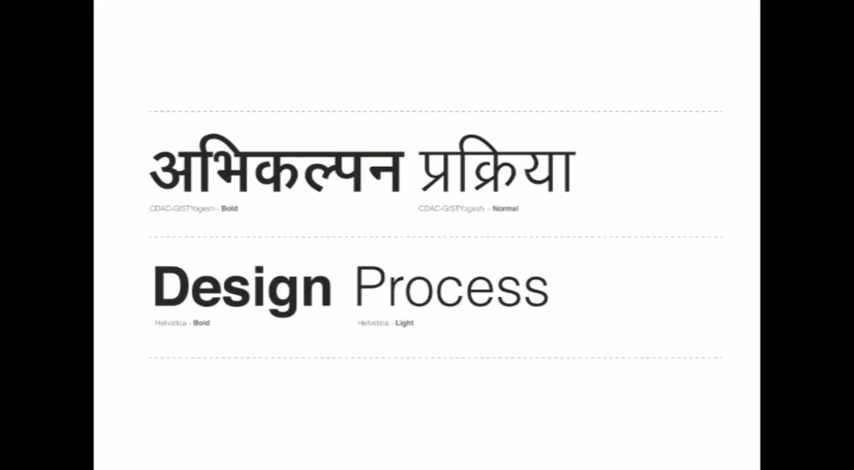 अभिकल्पन प्रक्रिया
CDAC-GISTYogesh - Bold CDAC-GISTYogesh - Normal
Design Process
Helvetica - Bold Helvetica - Light